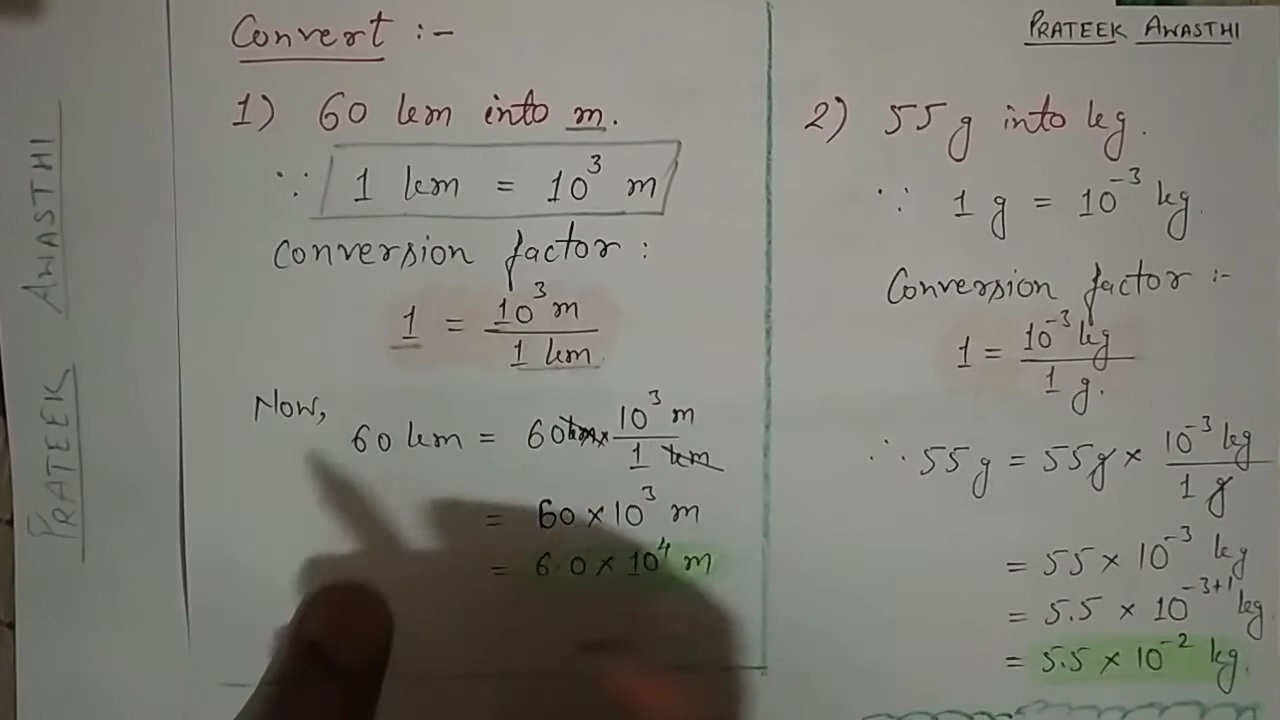 PRATEEK AWASTHI
Convert :-
1) 60 km into m.
∵ 1 km = 10³ m
Conversion factor :
1 = 10³ m / 1 km
Now,
60 km = 60 km × 10³ m / 1 km
= 60 × 10³ m
= 6.0 × 10⁴ m
PRATEEK AWASTHI
2) 55 g into kg.
∵ 1 g = 10⁻³ kg.
Conversion factor :-
1 = 10⁻³ kg / 1 g.
∴ 55 g = 55 g × 10⁻³ kg / 1 g
= 55 × 10⁻³ kg
= 5.5 × 10⁻³⁺¹ kg
= 5.5 × 10⁻² kg.